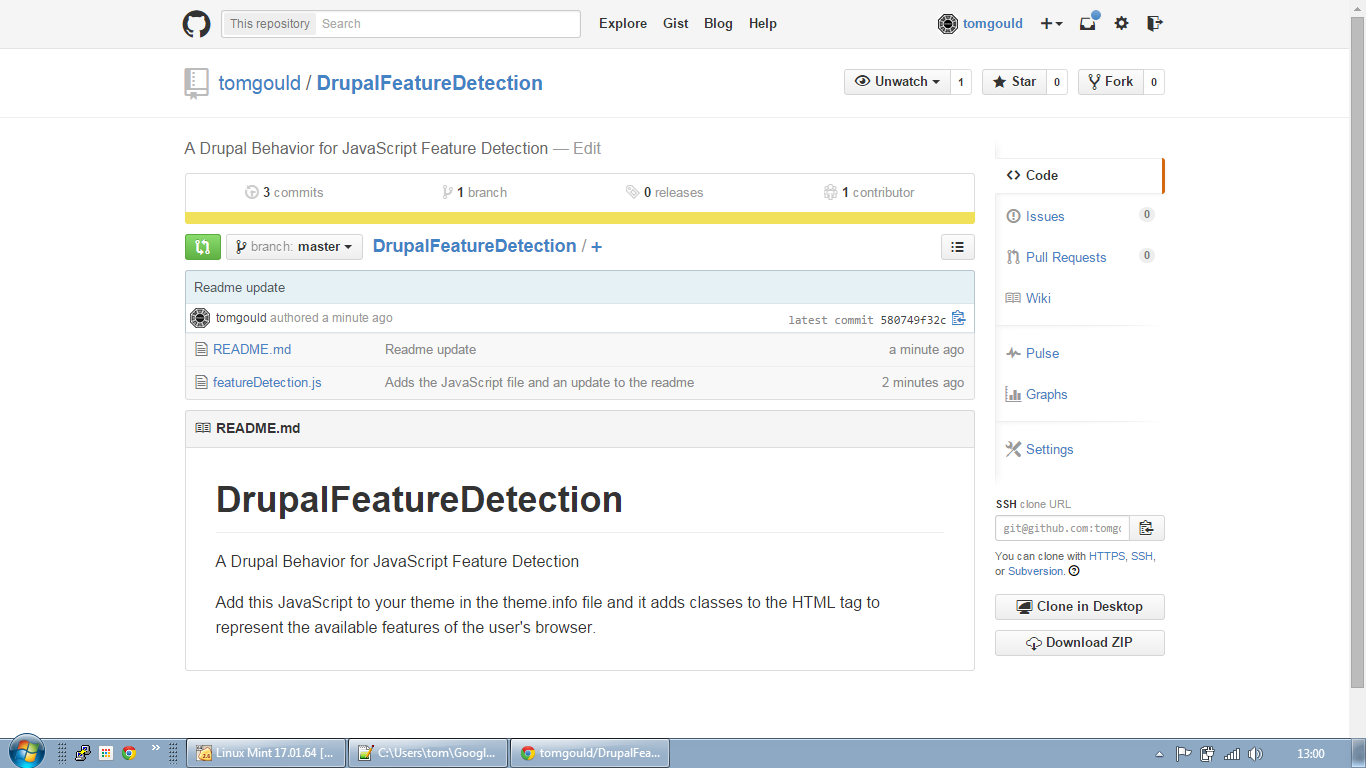 This repository Search Explore Gist Blog Help tomgould
tomgould / DrupalFeatureDetection Unwatch 1 Star 0 Fork 0
A Drupal Behavior for JavaScript Feature Detection — Edit
3 commits 1 branch 0 releases 1 contributor
branch: master DrupalFeatureDetection / +
Readme update
tomgould authored a minute ago latest commit 580749f32c
README.md Readme update a minute ago
featureDetection.js Adds the JavaScript file and an update to the readme 2 minutes ago
README.md
DrupalFeatureDetection
A Drupal Behavior for JavaScript Feature Detection
Add this JavaScript to your theme in the theme.info file and it adds classes to the HTML tag to
represent the available features of the user's browser.
Code
Issues 0
Pull Requests 0
Wiki
Pulse
Graphs
Settings
SSH clone URL
git@github.com:tomgo
You can clone with HTTPS, SSH,
or Subversion.
Clone in Desktop
Download ZIP
Linux Mint 17.01.64 [... C:\Users\tom\Googl... tomgould/DrupalFea... 13:00